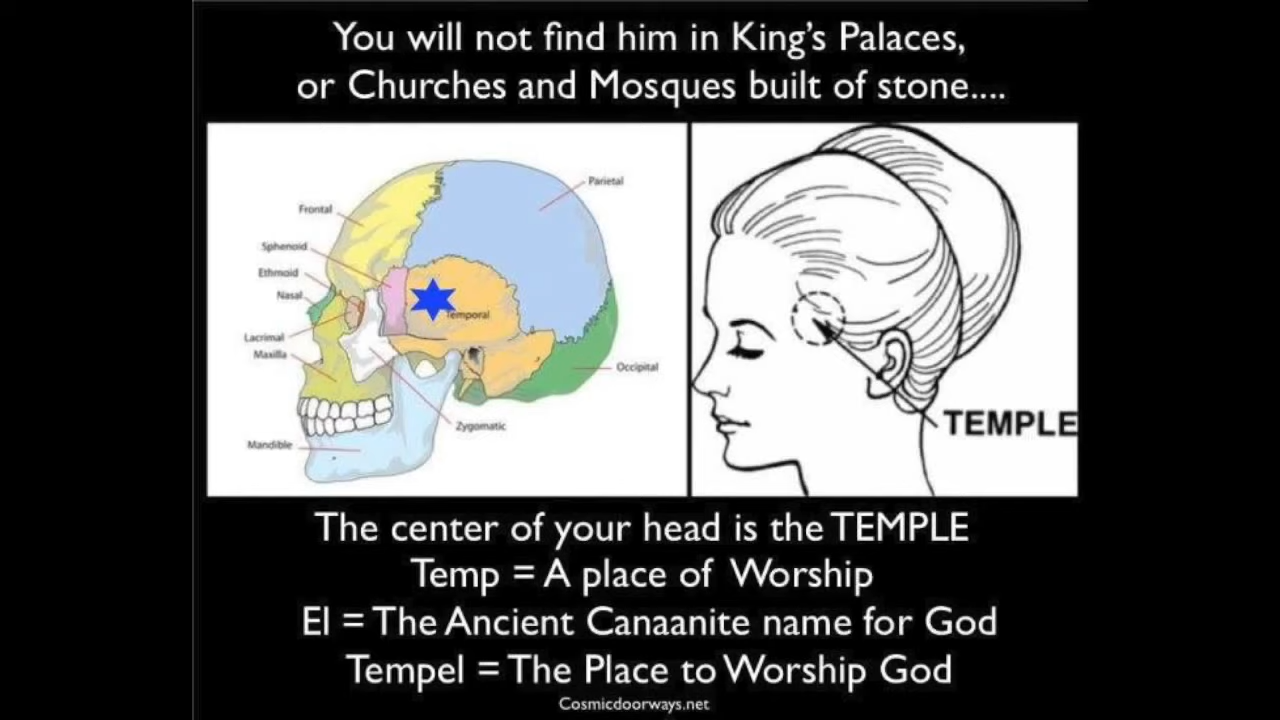 You will not find him in King's Palaces,
or Churches and Mosques built of stone....
Parietal
Frontal
Sphenoid
Ethmoid
Nasal
Temporal
Lacrimal
Maxilla
Occipital
Zygomatic
Mandible
TEMPLE
The center of your head is the TEMPLE
Temp = A place of Worship
El = The Ancient Canaanite name for God
Tempel = The Place to Worship God
Cosmicdoorways.net